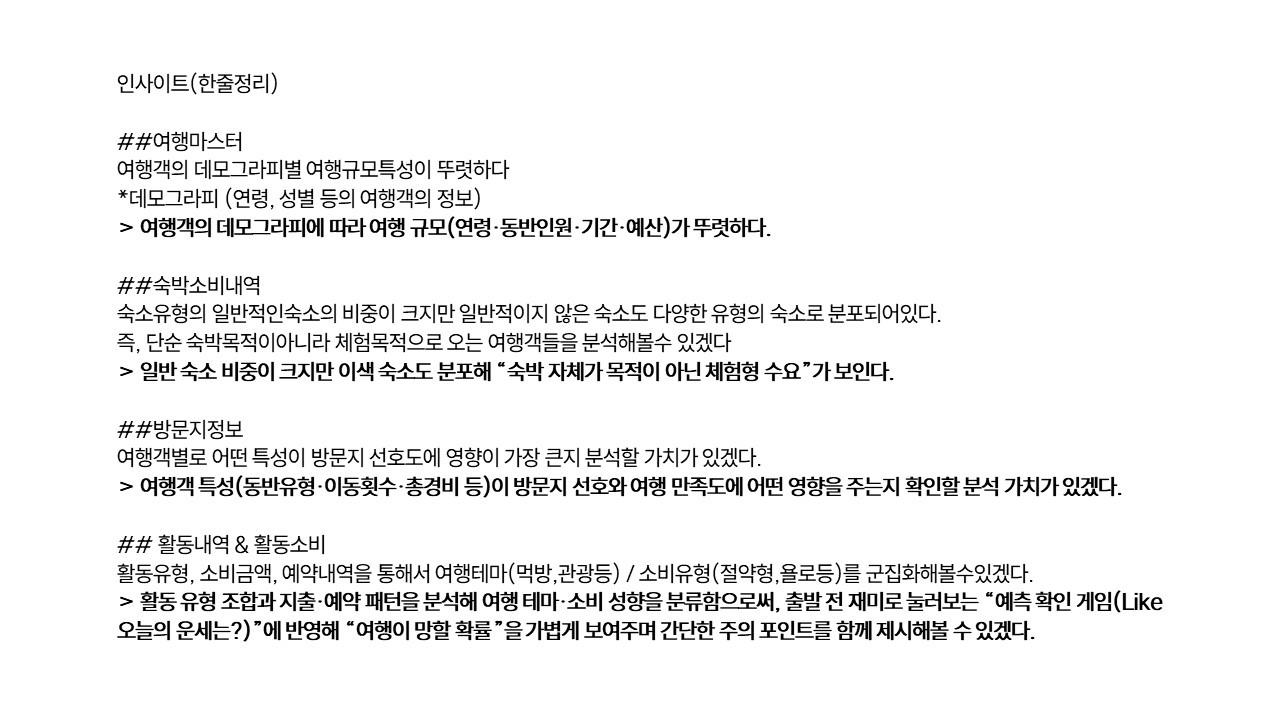 인사이트(한줄정리)
##여행마스터
여행객의 데모그라피별 여행규모특성이 뚜렷하다
*데모그라피 (연령, 성별 등의 여행객의 정보)
> 여행객의 데모그라피에 따라 여행 규모(연령·동반인원·기간·예산)가 뚜렷하다.
##숙박소비내역
숙소유형의 일반적인숙소의 비중이 크지만 일반적이지 않은 숙소도 다양한 유형의 숙소로 분포되어있다.
즉, 단순 숙박목적이아니라 체험목적으로 오는 여행객들을 분석해볼수 있겠다
> 일반 숙소 비중이 크지만 이색 숙소도 분포해 “숙박 자체가 목적이 아닌 체험형 수요”가 보인다.
##방문지정보
여행객별로 어떤 특성이 방문지 선호도에 영향이 가장 큰지 분석할 가치가 있겠다.
> 여행객 특성(동반유형·이동횟수·총경비 등)이 방문지 선호와 여행 만족도에 어떤 영향을 주는지 확인할 분석 가치가 있겠다.
## 활동내역 & 활동소비
활동유형, 소비금액, 예약내역을 통해서 여행테마(먹방,관광등) / 소비유형(절약형,욜로등)를 군집화해볼수있겠다.
> 활동 유형 조합과 지출·예약 패턴을 분석해 여행 테마·소비 성향을 분류함으로써, 출발 전 재미로 눌러보는 “예측 확인 게임(Like
오늘의 운세는?)”에 반영해 “여행이 망할 확률”을 가볍게 보여주며 간단한 주의 포인트를 함께 제시해볼 수 있겠다.